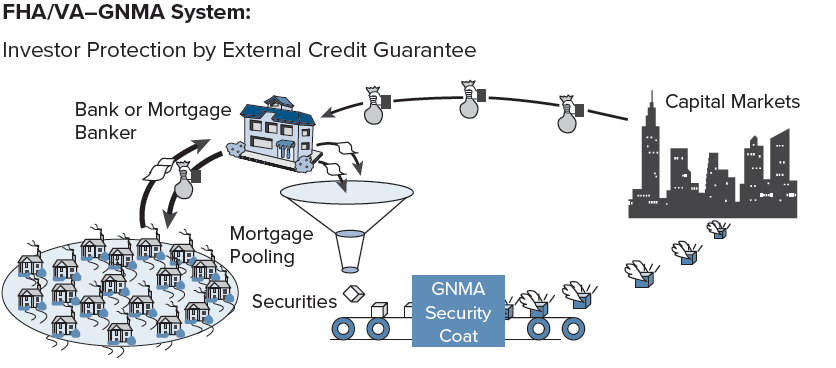 FHA/VA–GNMA System:
Investor Protection by External Credit Guarantee
Bank or Mortgage
Banker
Capital Markets
Mortgage
Pooling
Securities
GNMA
Security
Coat